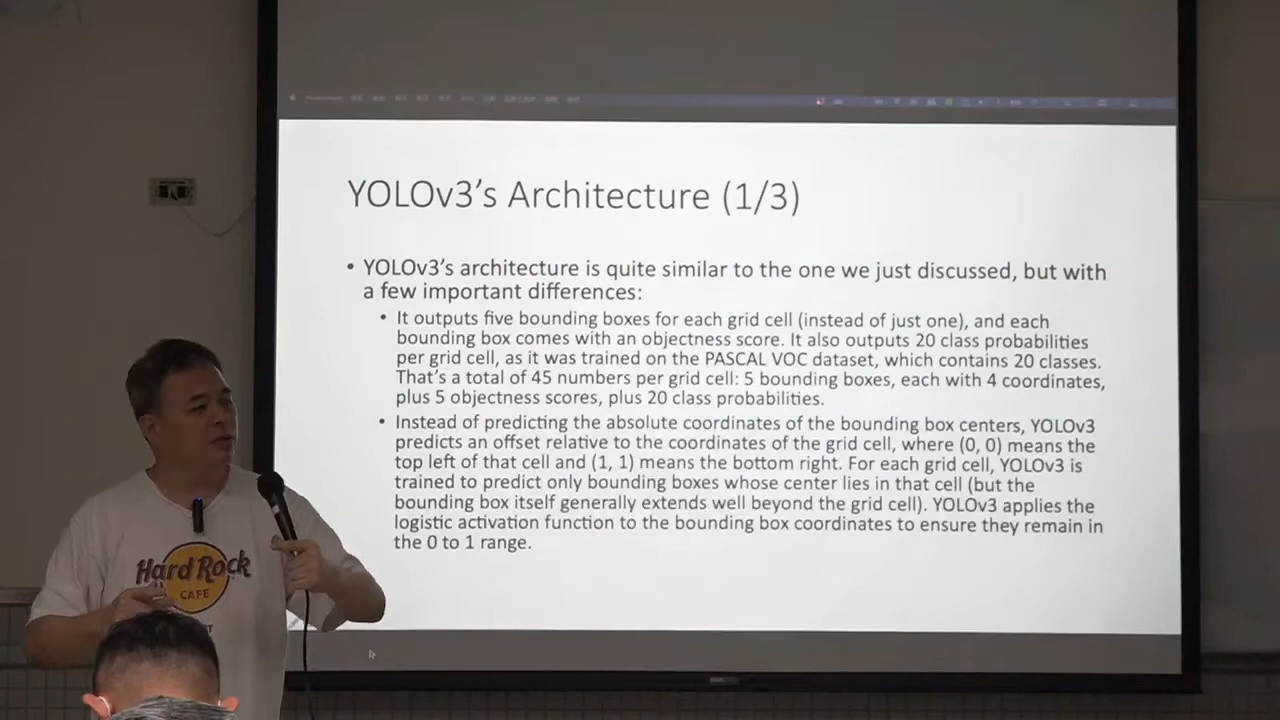 YOLOv3's Architecture (1/3)
• YOLOv3's architecture is quite similar to the one we just discussed, but with
a few important differences:
• It outputs five bounding boxes for each grid cell (instead of just one), and each
bounding box comes with an objectness score. It also outputs 20 class probabilities
per grid cell, as it was trained on the PASCAL VOC dataset, which contains 20 classes.
That's a total of 45 numbers per grid cell: 5 bounding boxes, each with 4 coordinates,
plus 5 objectness scores, plus 20 class probabilities.
• Instead of predicting the absolute coordinates of the bounding box centers, YOLOv3
predicts an offset relative to the coordinates of the grid cell, where (0, 0) means the
top left of that cell and (1, 1) means the bottom right. For each grid cell, YOLOv3 is
trained to predict only bounding boxes whose center lies in that cell (but the
bounding box itself generally extends well beyond the grid cell). YOLOv3 applies the
logistic activation function to the bounding box coordinates to ensure they remain in
the 0 to 1 range.
Hard Rock
CAFE